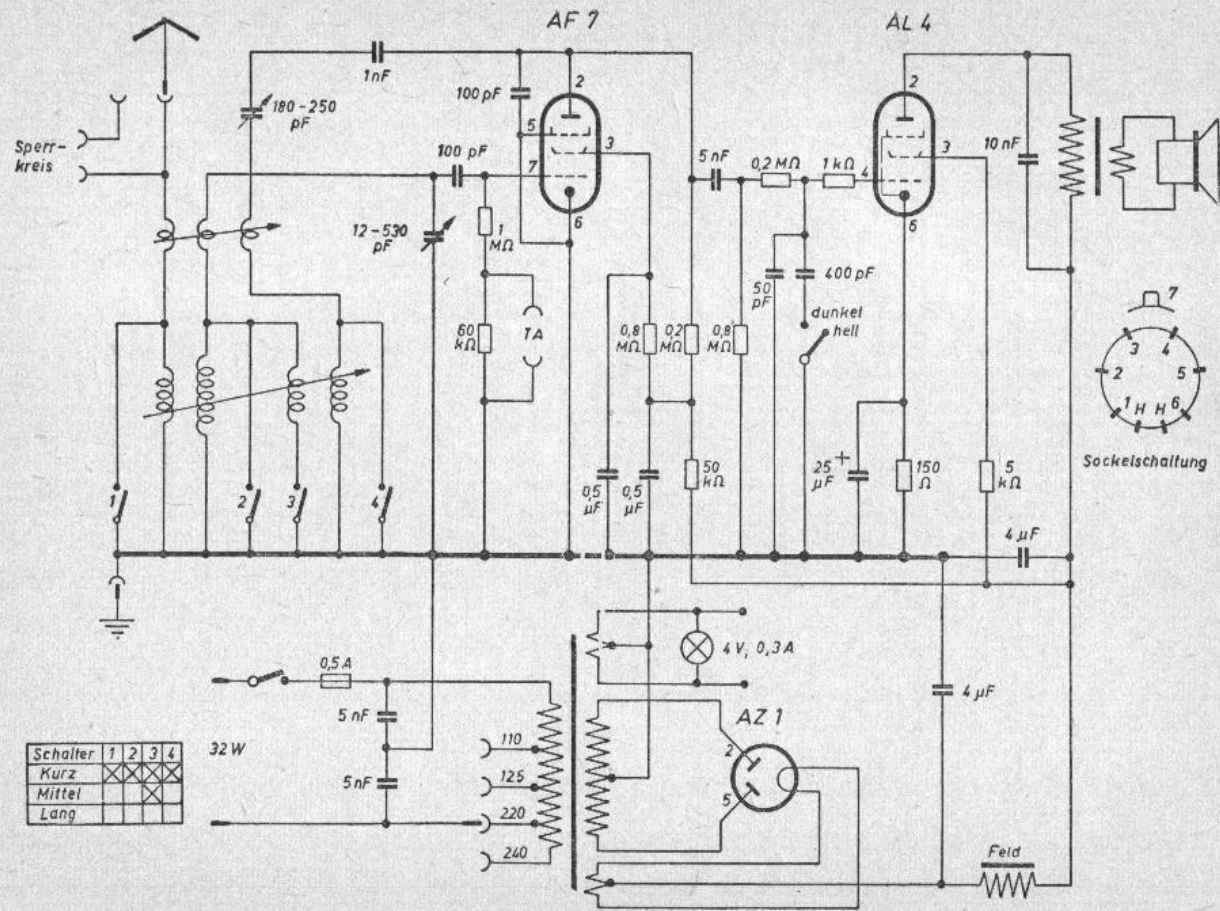 AF 7
AL 4
1 nF
2
2
180-250
pF
100 pF
5
3
Sperr-
kreis
100 pF
7
5 nF
0,2 MΩ
1 kΩ
4
3
10 nF
6
6
12-530
pF
1
MΩ
50
pF
400 pF
dunkel
hell
7
60
kΩ
TA
0,8
MΩ
0,2
MΩ
0,8
MΩ
3
4
2
5
1
H
H
6
Sockelschaltung
1
2
3
4
0,5
µF
0,5
µF
50
kΩ
+
25
µF
150
Ω
5
kΩ
4 µF
0,5 A
4 V, 0,3 A
5 nF
4 µF
AZ 1
32 W
110
2
5 nF
125
5
220
240
Feld
Schalter 1 2 3 4
Kurz X X X X
Mittel X
Lang